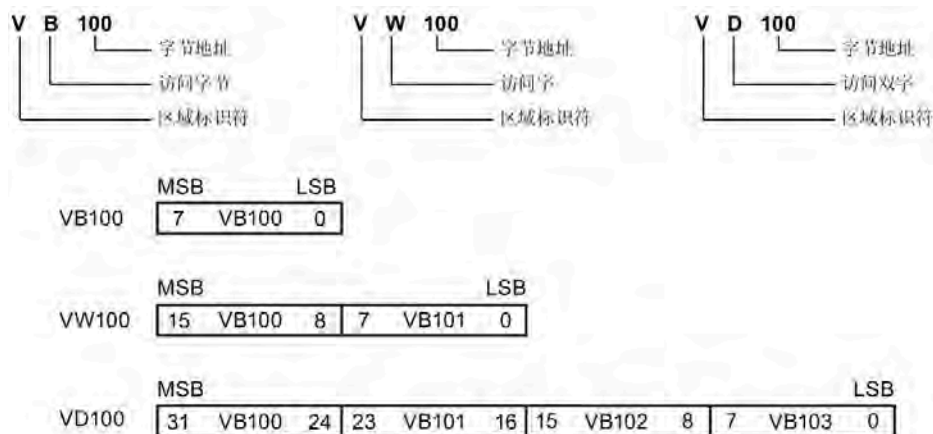 V B 100 V W 100 V D 100
字节地址 字节地址 字节地址
访问字节 访问字 访问双字
区域标识符 区域标识符 区域标识符
MSB LSB
VB100 7 VB100 0
MSB LSB
VW100 15 VB100 8 7 VB101 0
MSB LSB
VD100 31 VB100 24 23 VB101 16 15 VB102 8 7 VB103 0